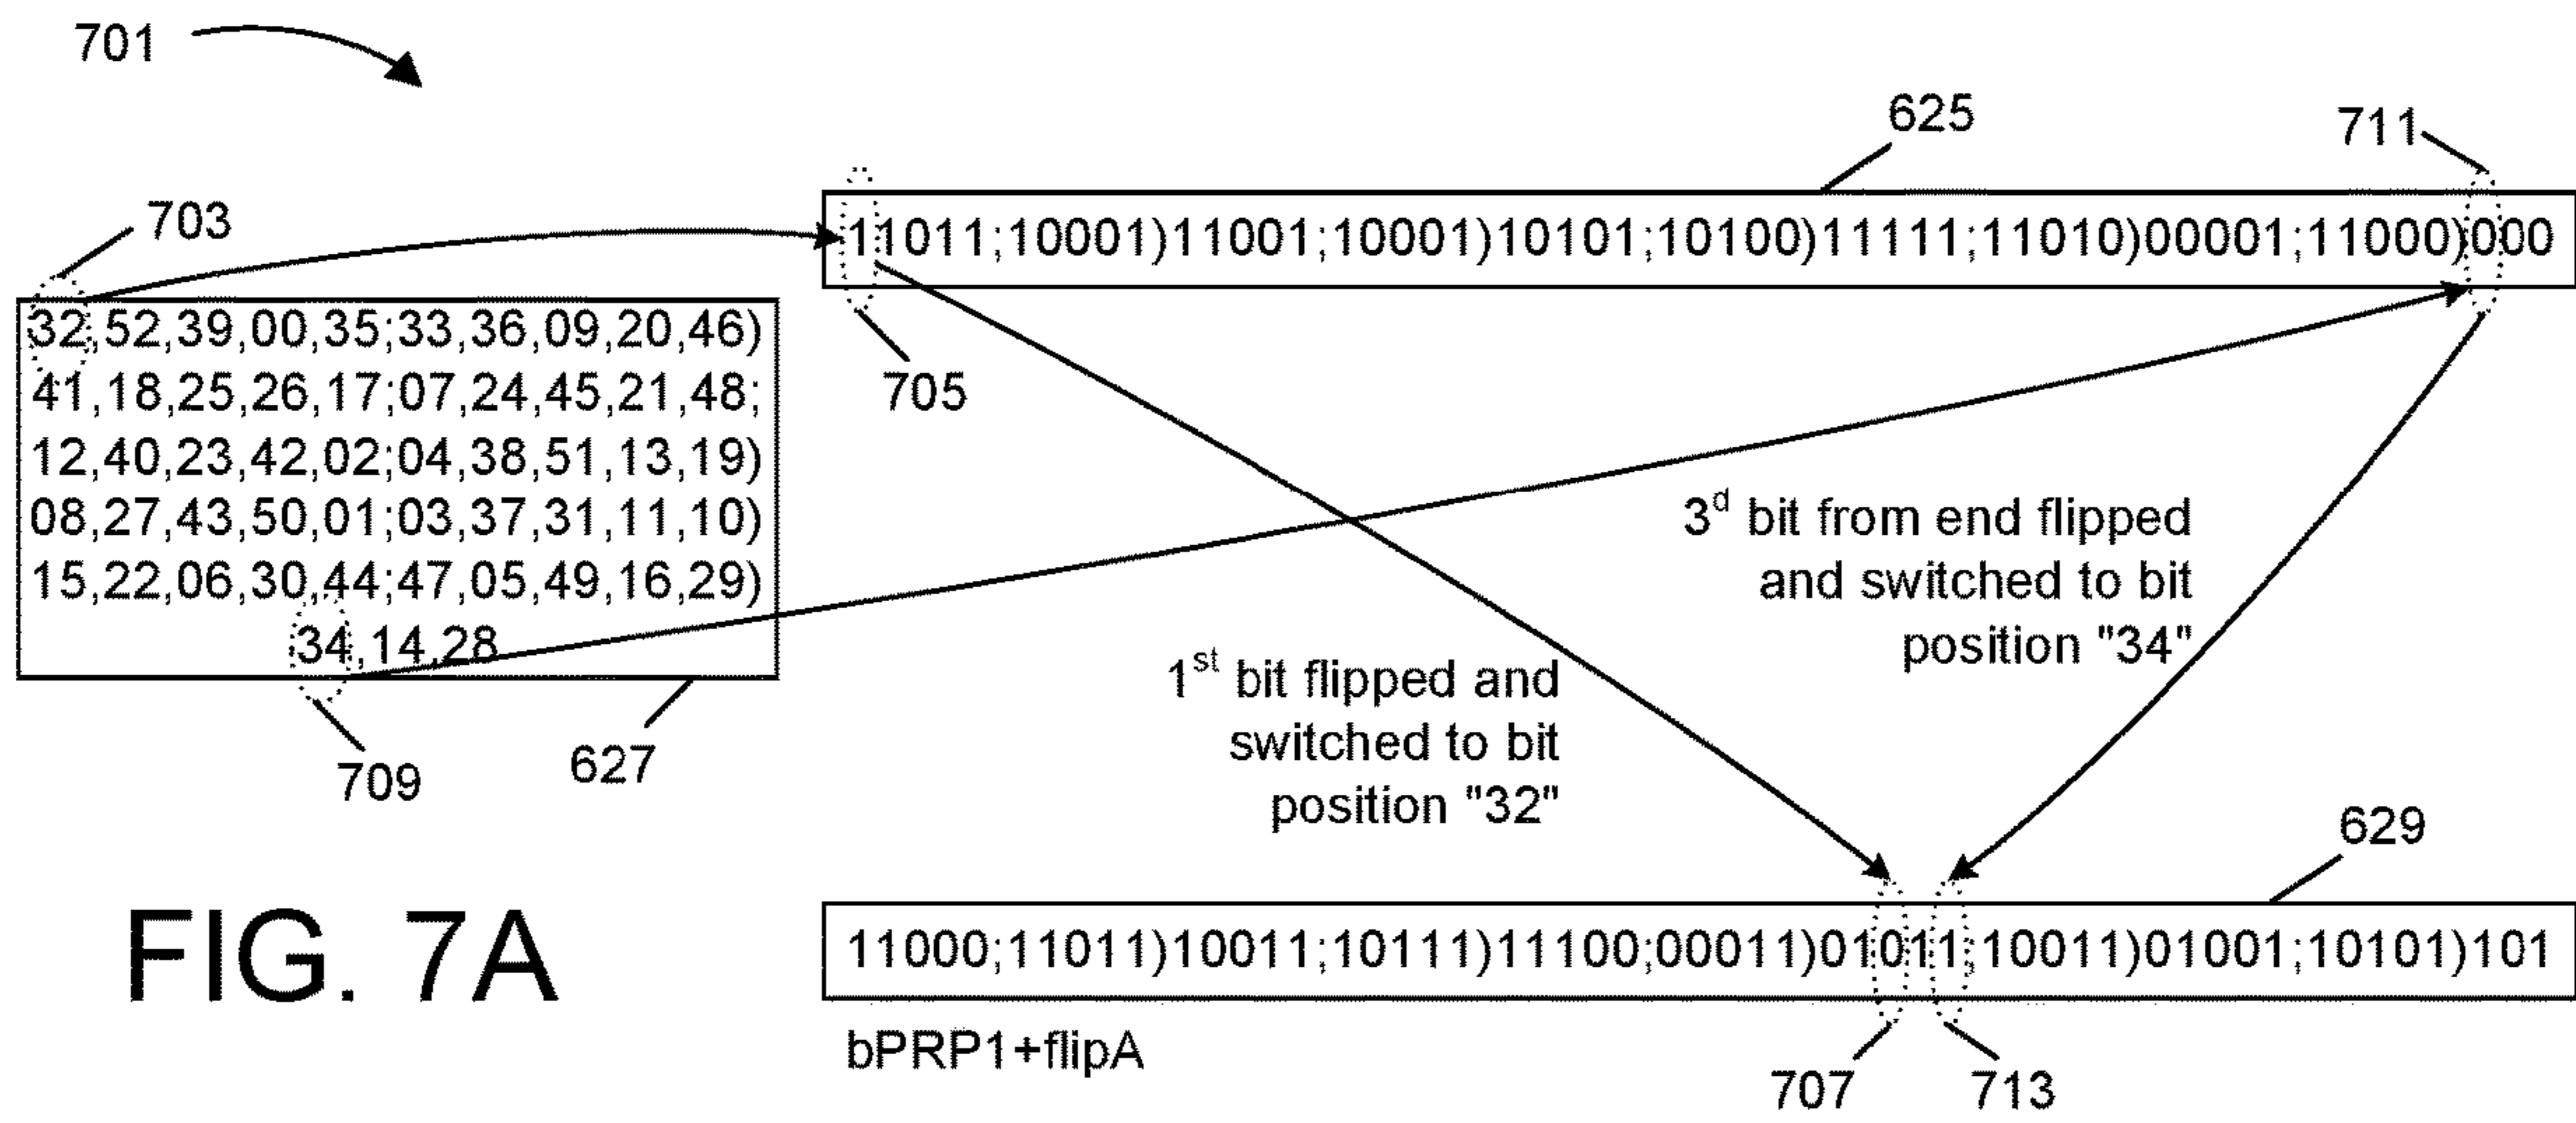 701
625
711
703
11011;10001)11001;10001)10101;10100)11111;11010)00001;11000)000
32,52,39,00,35;33,36,09,20,46)
41,18,25,26,17;07,24,45,21,48;
12,40,23,42,02;04,38,51,13,19)
08,27,43,50,01;03,37,31,11,10)
15,22,06,30,44;47,05,49,16,29)
34,14,28
705
3d bit from end flipped
and switched to bit
position "34"
1st bit flipped and
switched to bit
position "32"
709
627
629
FIG. 7A
11000;11011)10011;10111)11100;00011)01011;10011)01001;10101)101
bPRP1+flipA
707
713